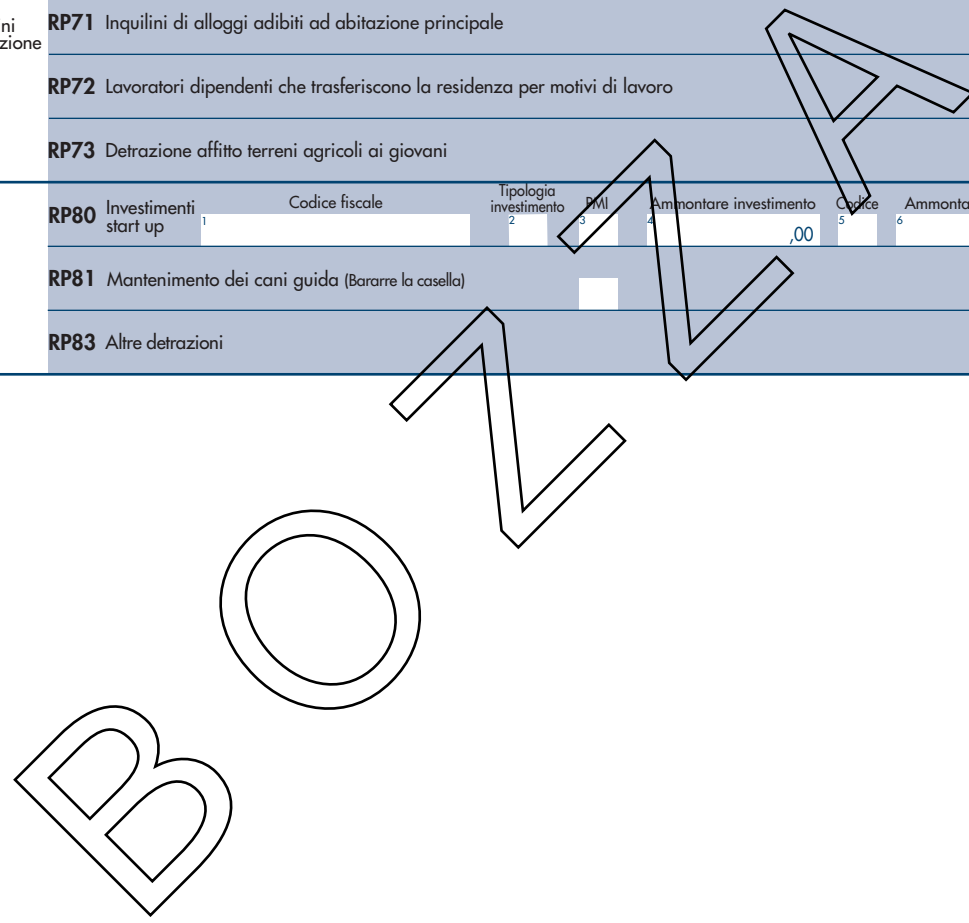 ni
zione
RP71 Inquilini di alloggi adibiti ad abitazione principale
RP72 Lavoratori dipendenti che trasferiscono la residenza per motivi di lavoro
RP73 Detrazione affitto terreni agricoli ai giovani
RP80 Investimenti start up
Codice fiscale
1
Tipologia investimento
2
PMI
3
Ammontare investimento
4
,00
Codice
5
Ammonta
6
RP81 Mantenimento dei cani guida (Bararre la casella)
RP83 Altre detrazioni
BOZZA